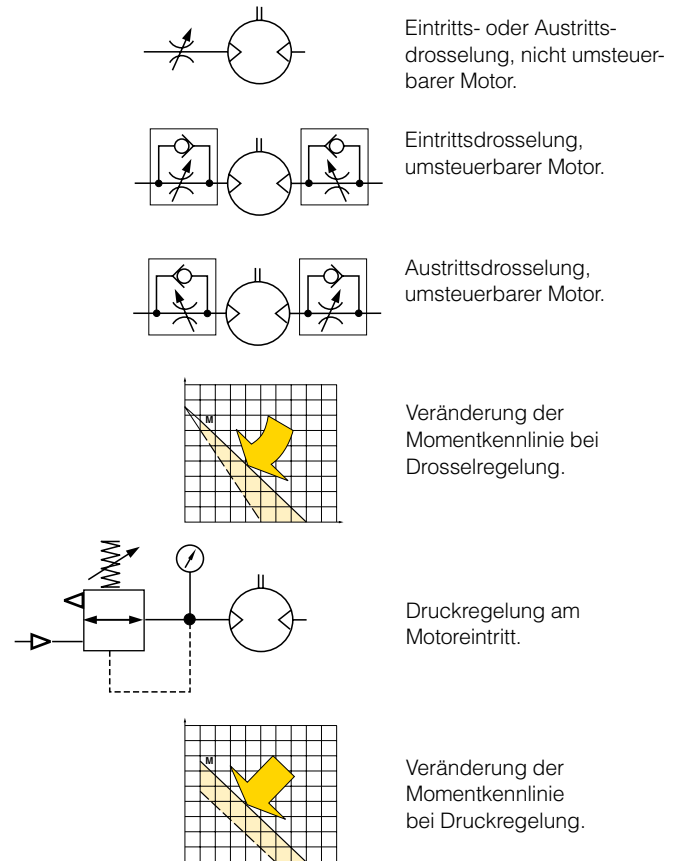 Eintritts- oder Austritts-
drosselung, nicht umsteuer-
barer Motor.
Eintrittsdrosselung,
umsteuerbarer Motor.
Austrittsdrosselung,
umsteuerbarer Motor.
M
Veränderung der
Momentkennlinie bei
Drosselregelung.
Druckregelung am
Motoreintritt.
M
Veränderung der
Momentkennlinie
bei Druckregelung.